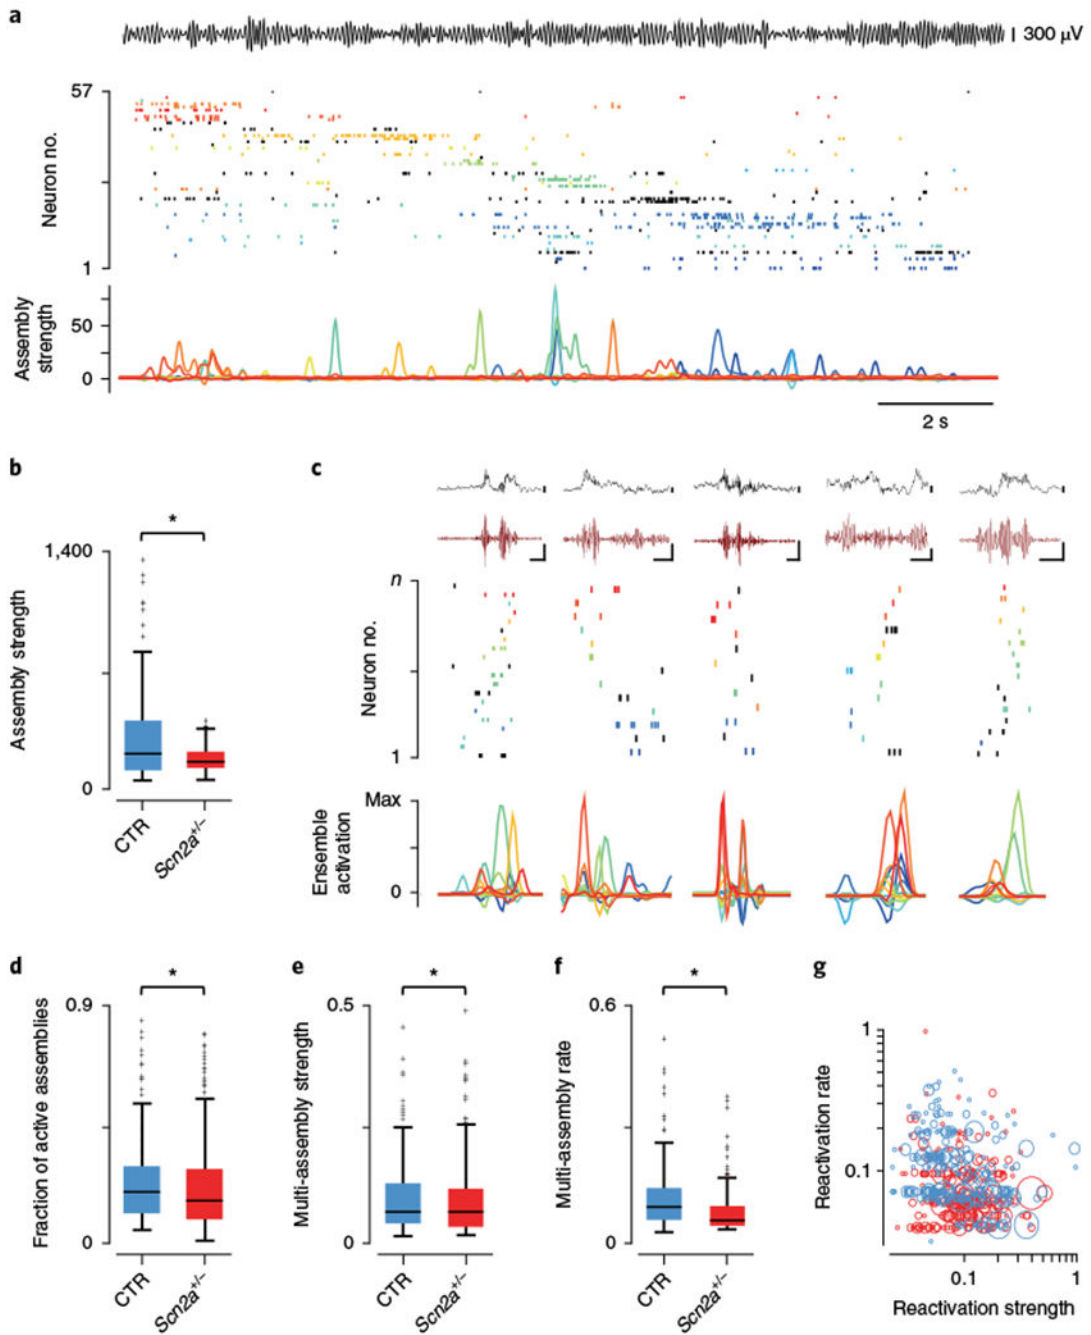 a
300 µV
57
Neuron no.
1
50
Assembly strength
0
2 s
b
*
1,400
Assembly strength
0
CTR
Scn2a+/–
c
n
Neuron no.
1
Max
Ensemble activation
0
d
*
0.9
Fraction of active assemblies
0
CTR
Scn2a+/–
e
*
0.5
Multi-assembly strength
0
CTR
Scn2a+/–
f
*
0.6
Multi-assembly rate
0
CTR
Scn2a+/–
g
1
Reactivation rate
0.1
0.1
1
Reactivation strength